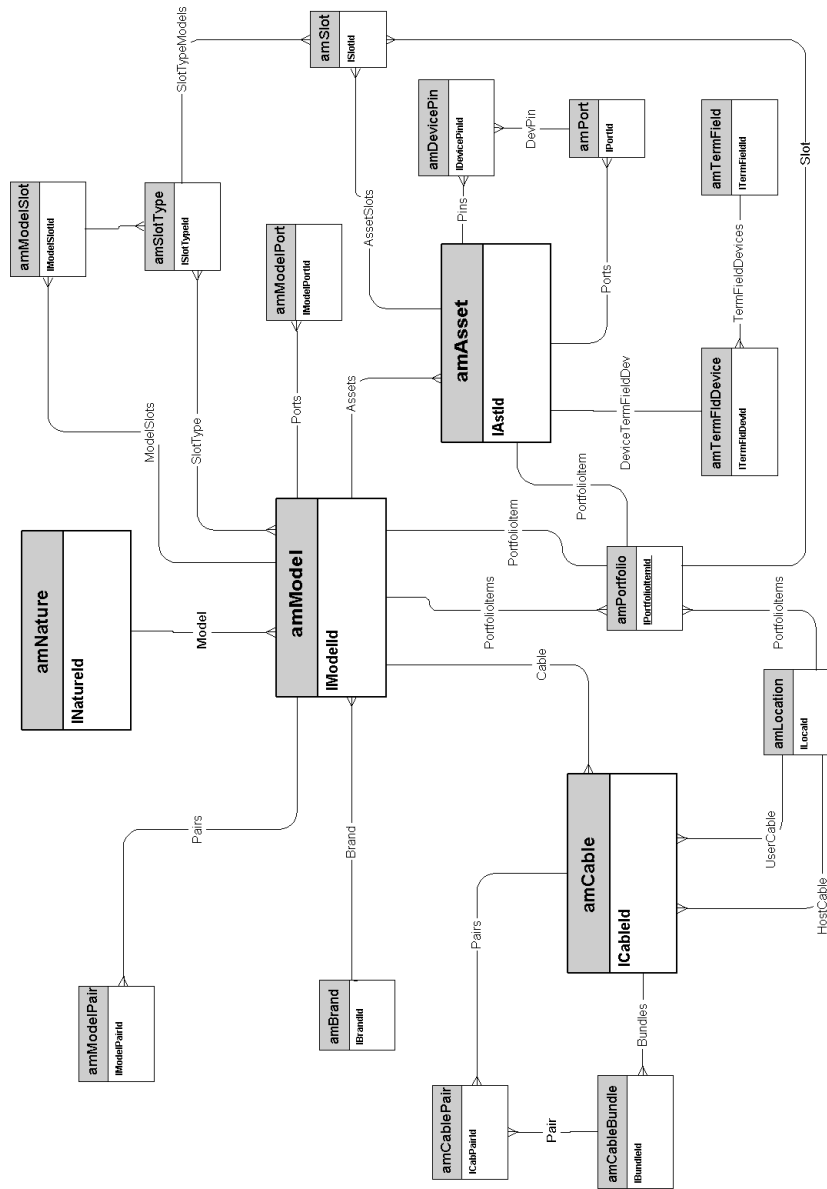 amModelPair
lModelPairId
Pairs
amNature
lNatureId
Model
amModelSlot
lModelSlotId
ModelSlots
amSlotType
lSlotTypeId
SlotTypeModels
SlotType
amBrand
lBrandId
Brand
amModel
lModelId
amModelPort
lModelPortId
Ports
Assets
amSlot
lSlotId
AssetSlots
amCablePair
lCabPairId
Pairs
Pair
amCableBundle
lBundleId
Bundles
amCable
lCableId
Cable
PortfolioItems
PortfolioItem
PortfolioItem
amAsset
lAstId
Pins
amDevicePin
lDevicePinId
DevPin
amPort
lPortId
Ports
amPortfolio
lPortfolioItemId_
DeviceTermFieldDev
amTermFldDevice
lTermFldDevId
TermFieldDevices
amTermField
lTermFieldId
amLocation
lLocaId
UserCable
HostCable
PortfolioItems
Slot